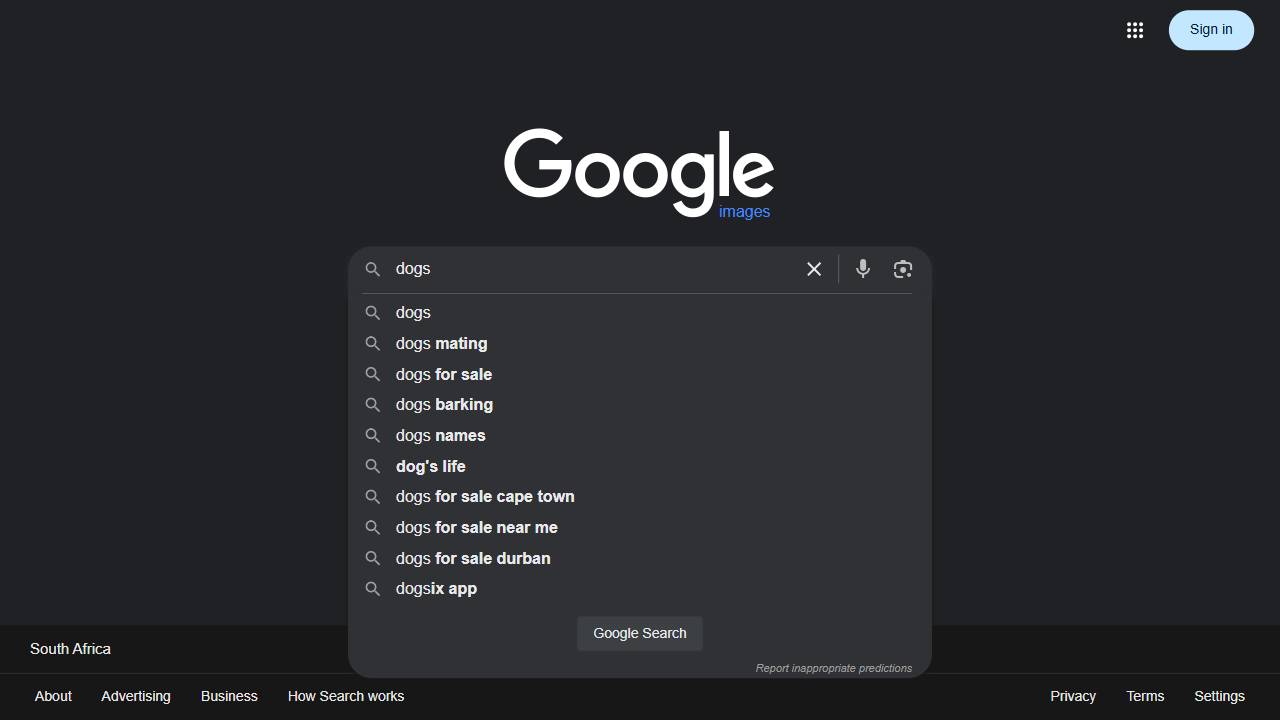 Sign in
Google
images
dogs
dogs
dogs mating
dogs for sale
dogs barking
dogs names
dog's life
dogs for sale cape town
dogs for sale near me
dogs for sale durban
dogsix app
Google Search
Report inappropriate predictions
South Africa
About Advertising Business How Search works Privacy Terms Settings